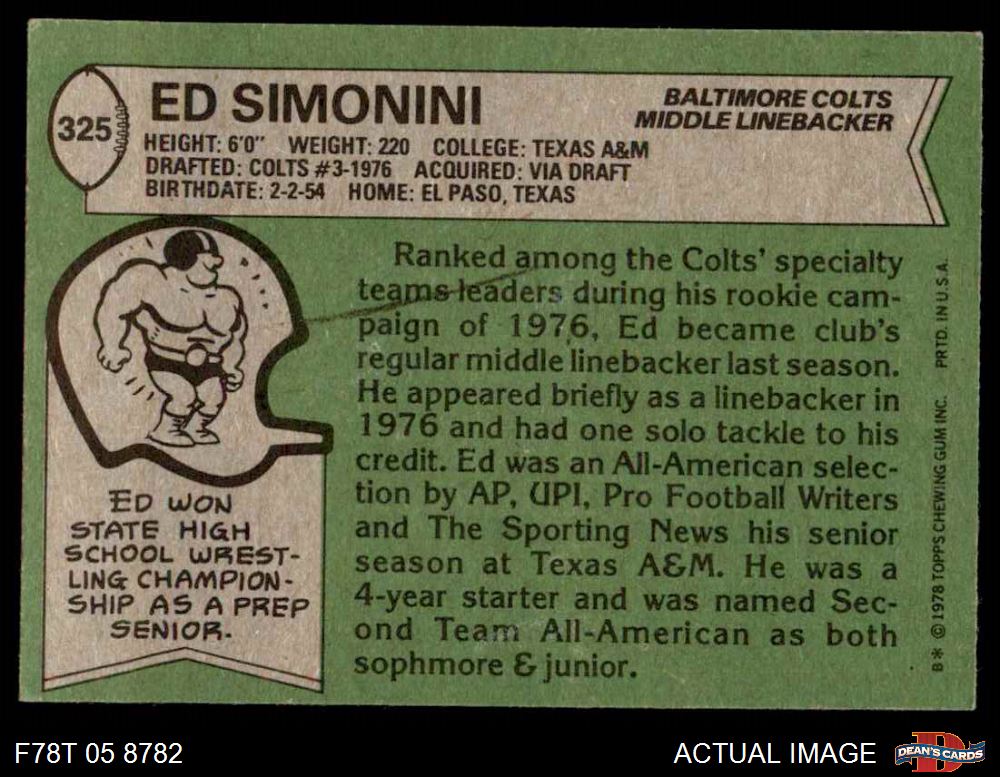 325
ED SIMONINI
BALTIMORE COLTS
MIDDLE LINEBACKER
HEIGHT: 6'0" WEIGHT: 220 COLLEGE: TEXAS A&M
DRAFTED: COLTS #3-1976 ACQUIRED: VIA DRAFT
BIRTHDATE: 2-2-54 HOME: EL PASO, TEXAS
Ranked among the Colts' specialty
teams leaders during his rookie cam-
paign of 1976, Ed became club's
regular middle linebacker last season.
He appeared briefly as a linebacker in
1976 and had one solo tackle to his
credit. Ed was an All-American selec-
tion by AP, UPI, Pro Football Writers
and The Sporting News his senior
season at Texas A&M. He was a
4-year starter and was named Sec-
ond Team All-American as both
sophmore & junior.
ED WON
STATE HIGH
SCHOOL WREST-
LING CHAMPION-
SHIP AS A PREP
SENIOR.
B* © 1978 TOPPS CHEWING GUM INC. PRTD. IN U.S.A.
F78T 05 8782
ACTUAL IMAGE
D
DEAN'S CARDS